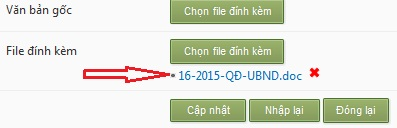 Văn bản gốc Chọn file đính kèm
File đính kèm Chọn file đính kèm
16-2015-QĐ-UBND.doc
Cập nhật Nhập lại Đóng lại